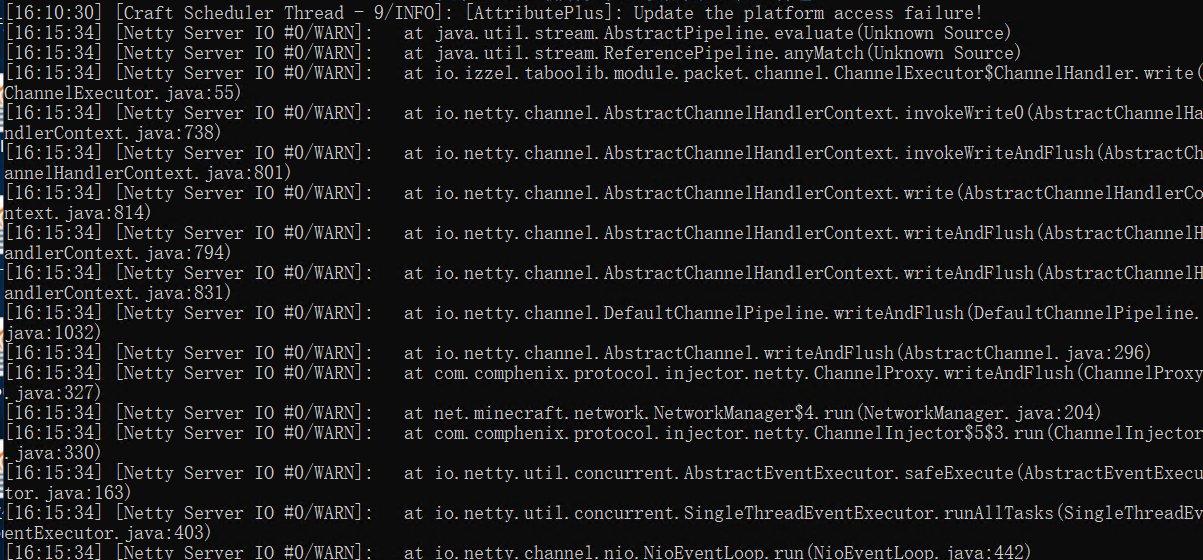 [16:10:30] [Craft Scheduler Thread - 9/INFO]: [AttributePlus]: Update the platform access failure!
[16:15:34] [Netty Server IO #0/WARN]:   at java.util.stream.AbstractPipeline.evaluate(Unknown Source)
[16:15:34] [Netty Server IO #0/WARN]:   at java.util.stream.ReferencePipeline.anyMatch(Unknown Source)
[16:15:34] [Netty Server IO #0/WARN]:   at io.izzel.taboolib.module.packet.channel.ChannelExecutor$ChannelHandler.write(
ChannelExecutor.java:55)
[16:15:34] [Netty Server IO #0/WARN]:   at io.netty.channel.AbstractChannelHandlerContext.invokeWrite0(AbstractChannelHa
ndlerContext.java:738)
[16:15:34] [Netty Server IO #0/WARN]:   at io.netty.channel.AbstractChannelHandlerContext.invokeWriteAndFlush(AbstractCh
annelHandlerContext.java:801)
[16:15:34] [Netty Server IO #0/WARN]:   at io.netty.channel.AbstractChannelHandlerContext.write(AbstractChannelHandlerCo
ntext.java:814)
[16:15:34] [Netty Server IO #0/WARN]:   at io.netty.channel.AbstractChannelHandlerContext.writeAndFlush(AbstractChannelH
andlerContext.java:794)
[16:15:34] [Netty Server IO #0/WARN]:   at io.netty.channel.AbstractChannelHandlerContext.writeAndFlush(AbstractChannelH
andlerContext.java:831)
[16:15:34] [Netty Server IO #0/WARN]:   at io.netty.channel.DefaultChannelPipeline.writeAndFlush(DefaultChannelPipeline.
java:1032)
[16:15:34] [Netty Server IO #0/WARN]:   at io.netty.channel.AbstractChannel.writeAndFlush(AbstractChannel.java:296)
[16:15:34] [Netty Server IO #0/WARN]:   at com.comphenix.protocol.injector.netty.ChannelProxy.writeAndFlush(ChannelProxy
.java:327)
[16:15:34] [Netty Server IO #0/WARN]:   at net.minecraft.network.NetworkManager$4.run(NetworkManager.java:204)
[16:15:34] [Netty Server IO #0/WARN]:   at com.comphenix.protocol.injector.netty.ChannelInjector$5$3.run(ChannelInjector
.java:330)
[16:15:34] [Netty Server IO #0/WARN]:   at io.netty.util.concurrent.AbstractEventExecutor.safeExecute(AbstractEventExecu
tor.java:163)
[16:15:34] [Netty Server IO #0/WARN]:   at io.netty.util.concurrent.SingleThreadEventExecutor.runAllTasks(SingleThreadEv
entExecutor.java:403)
[16:15:34] [Netty Server IO #0/WARN]:   at io.netty.channel.nio.NioEventLoop.run(NioEventLoop.java:442)